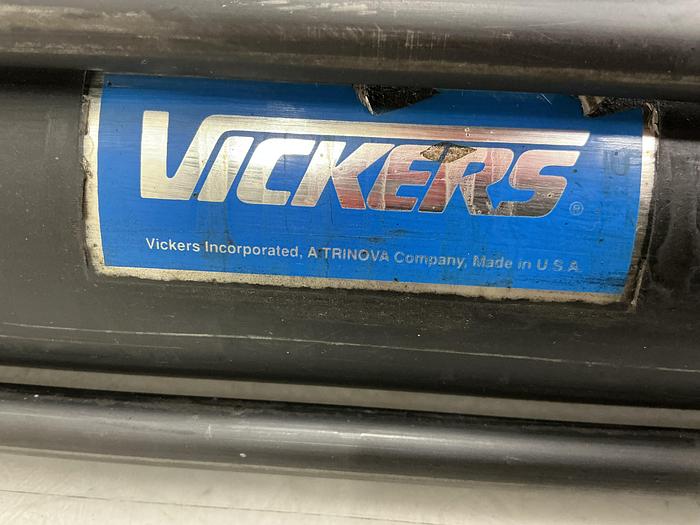 VICKERS®
Vickers Incorporated, A TRINOVA Company, Made in U S A